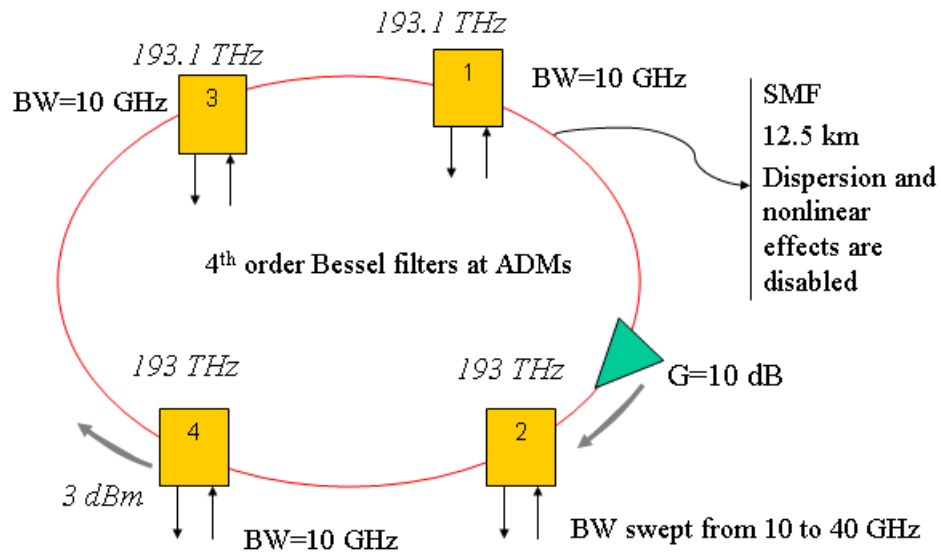 193.1 THz
193.1 THz
1
3
BW=10 GHz
BW=10 GHz
SMF
12.5 km
Dispersion and
nonlinear
effects are
disabled
4th order Bessel filters at ADMs
193 THz
193 THz
G=10 dB
4
2
3 dBm
BW=10 GHz
BW swept from 10 to 40 GHz